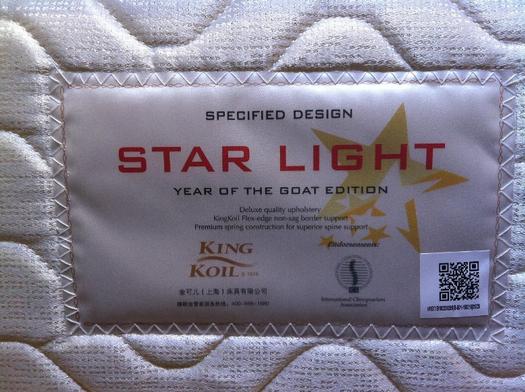 SPECIFIED DESIGN
STAR LIGHT
YEAR OF THE GOAT EDITION
Deluxe quality upholstery
KingKoil Flex-edge non-sag border support
Premium spring construction for superior spine support
KING
KOIL
Endorsements:
International Chiropractors
Association
金可儿(上海)床具有限公司